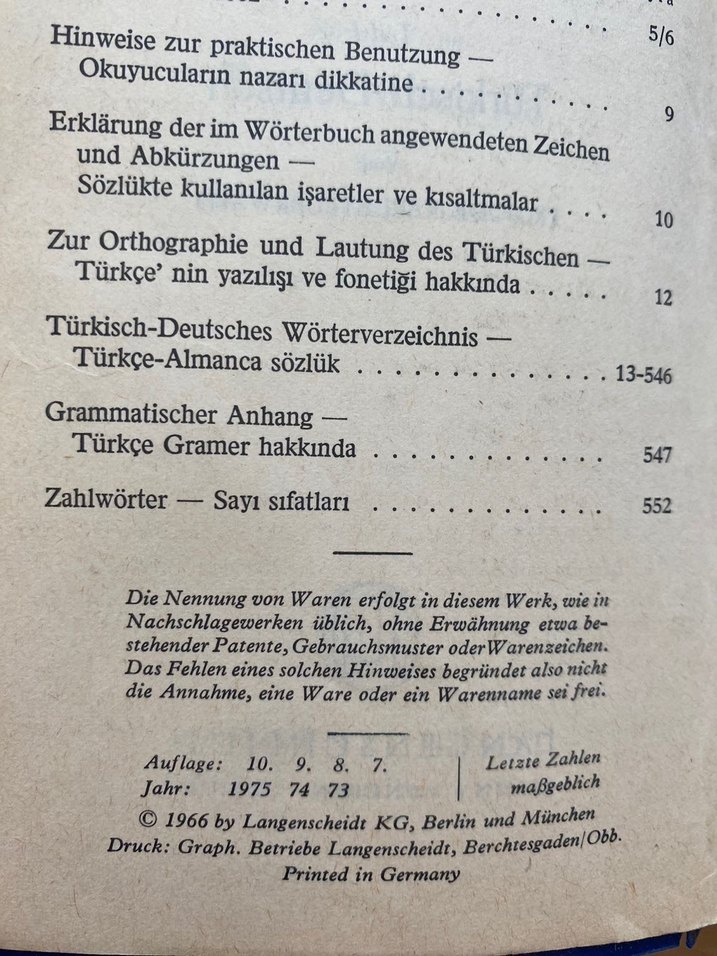 5/6
Hinweise zur praktischen Benutzung —
Okuyucuların nazarı dikkatine . . . . . . . . . . . 9
Erklärung der im Wörterbuch angewendeten Zeichen
und Abkürzungen —
Sözlükte kullanılan işaretler ve kısaltmalar . . . . 10
Zur Orthographie und Lautung des Türkischen —
Türkçe' nin yazılışı ve fonetiği hakkında . . . . . 12
Türkisch-Deutsches Wörterverzeichnis —
Türkçe-Almanca sözlük . . . . . . . . . . . . . . 13-546
Grammatischer Anhang —
Türkçe Gramer hakkında . . . . . . . . . . . . . 547
Zahlwörter — Sayı sıfatları . . . . . . . . . . . . . 552
Die Nennung von Waren erfolgt in diesem Werk, wie in
Nachschlagewerken üblich, ohne Erwähnung etwa be-
stehender Patente, Gebrauchsmuster oder Warenzeichen.
Das Fehlen eines solchen Hinweises begründet also nicht
die Annahme, eine Ware oder ein Warenname sei frei.
Auflage: 10. 9. 8. 7. | Letzte Zahlen
Jahr: 1975 74 73 | maßgeblich
© 1966 by Langenscheidt KG, Berlin und München
Druck: Graph. Betriebe Langenscheidt, Berchtesgaden/Obb.
Printed in Germany